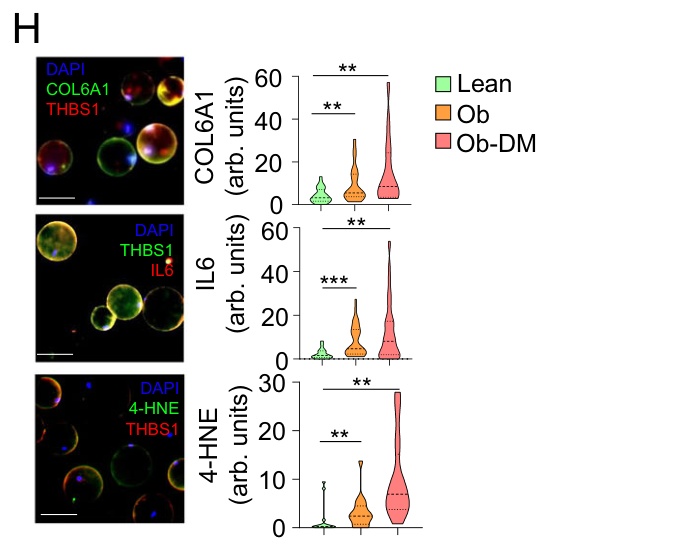 H
DAPI
COL6A1
THBS1
COL6A1
(arb. units)
60
40
20
0
**
**
Lean
Ob
Ob-DM
DAPI
THBS1
IL6
IL6
(arb. units)
60
40
20
0
**
***
DAPI
4-HNE
THBS1
4-HNE
(arb. units)
30
20
10
0
**
**